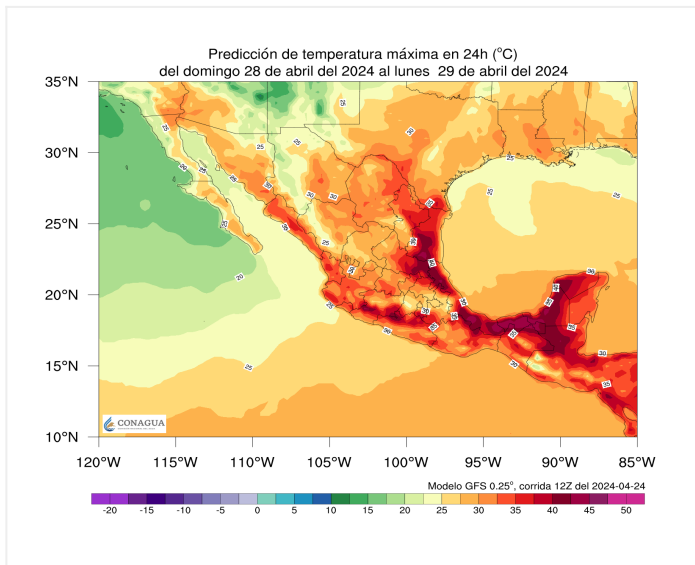 Predicción de temperatura máxima en 24h (°C)
del domingo 28 de abril del 2024 al lunes  29 de abril del 2024
35°N
30°N
25°N
20°N
15°N
10°N
CONAGUA
120°W 115°W 110°W 105°W 100°W 95°W 90°W 85°W
Modelo GFS 0.25°, corrida 12Z del 2024-04-24
-20 -15 -10 -5 0 5 10 15 20 25 30 35 40 45 50